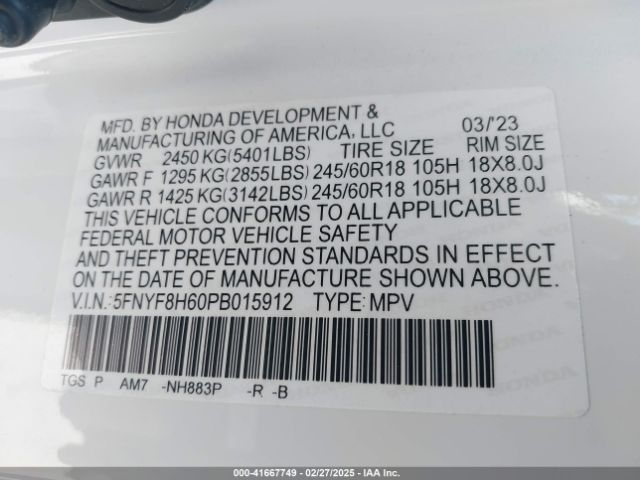 MFD. BY HONDA DEVELOPMENT &
MANUFACTURING OF AMERICA, LLC 03/'23
GVWR 2450 KG(5401LBS) TIRE SIZE RIM SIZE
GAWR F 1295 KG(2855LBS) 245/60R18 105H 18X8.0J
GAWR R 1425 KG(3142LBS) 245/60R18 105H 18X8.0J
THIS VEHICLE CONFORMS TO ALL APPLICABLE
FEDERAL MOTOR VEHICLE SAFETY
AND THEFT PREVENTION STANDARDS IN EFFECT
ON THE DATE OF MANUFACTURE SHOWN ABOVE.
V.I.N.:5FNYF8H60PB015912 TYPE:MPV
TGS P AM7 -NH883P -R -B
000-41667749 | 02/27/2025 - IAA Inc.